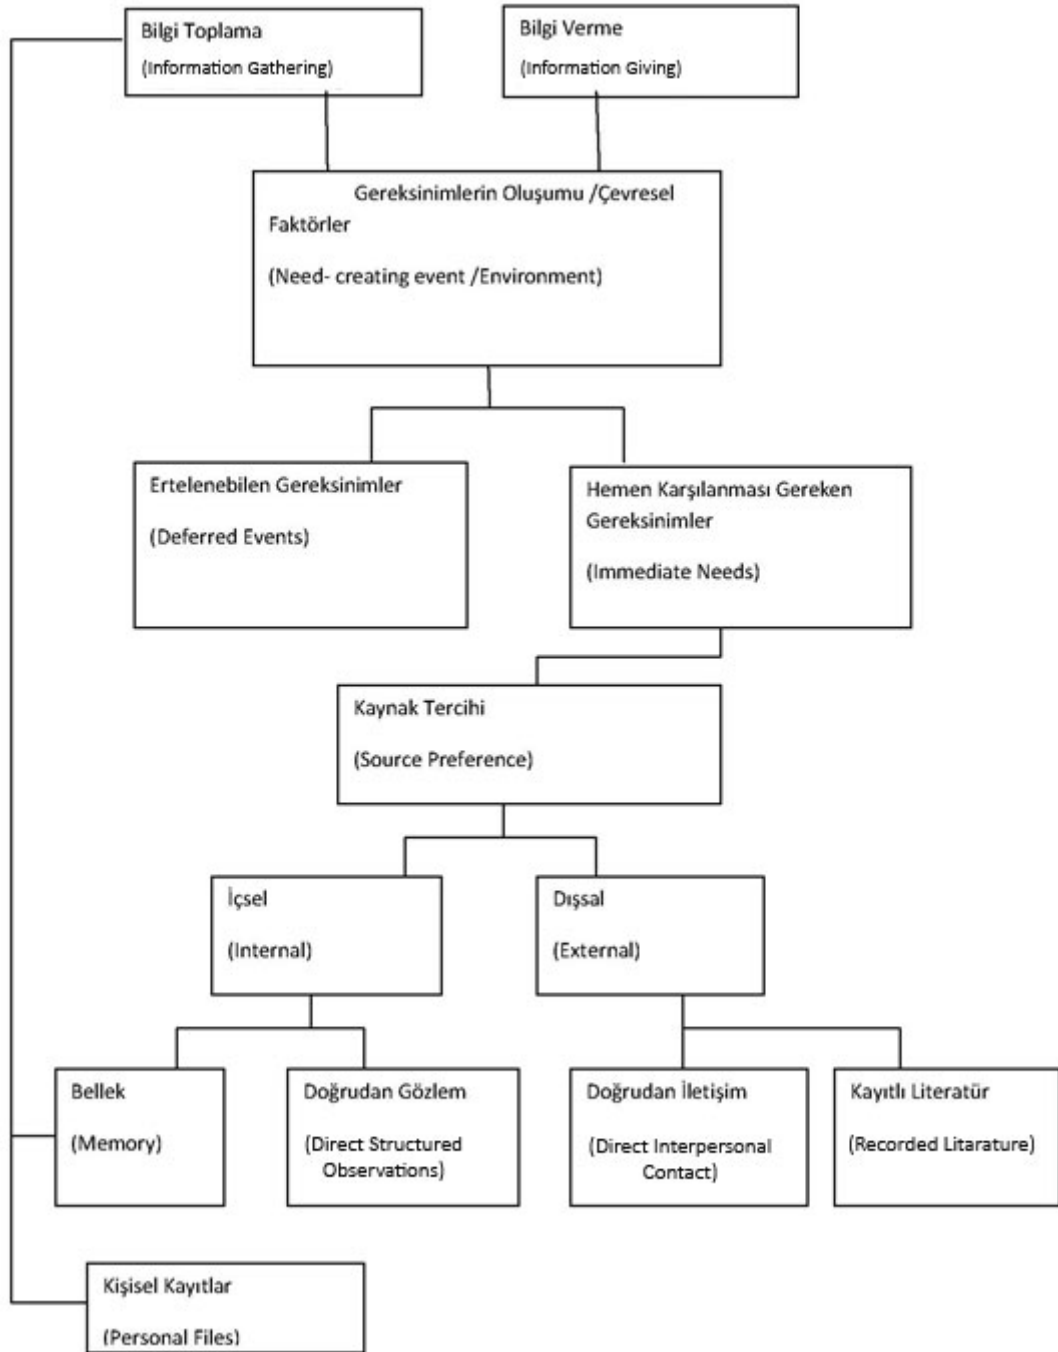 Bilgi Toplama
(Information Gathering)
Bilgi Verme
(Information Giving)
Gereksinimlerin Oluşumu /Çevresel
Faktörler
(Need- creating event /Environment)
Ertelenebilen Gereksinimler
(Deferred Events)
Hemen Karşılanması Gereken
Gereksinimler
(Immediate Needs)
Kaynak Tercihi
(Source Preference)
İçsel
(Internal)
Dışsal
(External)
Bellek
(Memory)
Doğrudan Gözlem
(Direct Structured
Observations)
Doğrudan İletişim
(Direct Interpersonal
Contact)
Kayıtlı Literatür
(Recorded Litarature)
Kişisel Kayıtlar
(Personal Files)